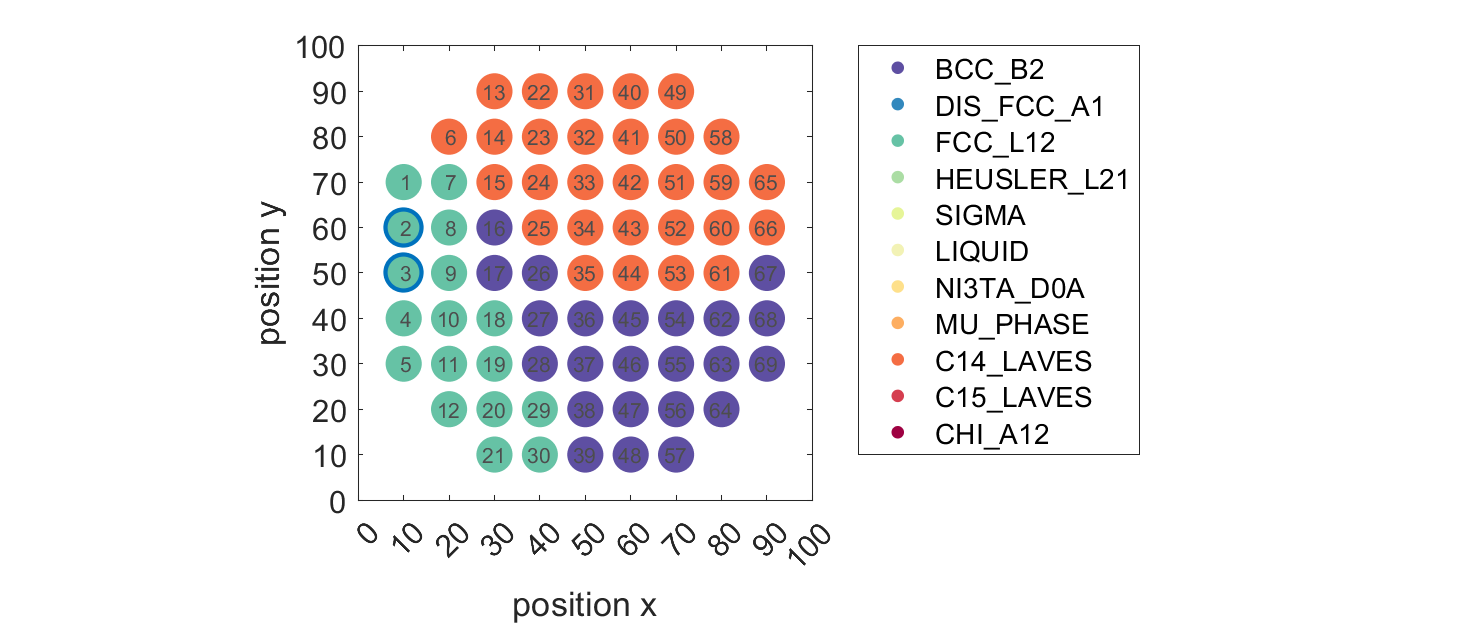 100
90
80
70
60
50
40
30
20
10
0
position y
13 22 31 40 49
6 14 23 32 41 50 58
1 7 15 24 33 42 51 59 65
2 8 16 25 34 43 52 60 66
3 9 17 26 35 44 53 61 67
4 10 18 27 36 45 54 62 68
5 11 19 28 37 46 55 63 69
12 20 29 38 47 56 64
21 30 39 48 57
0 10 20 30 40 50 60 70 80 90 100
position x
BCC_B2
DIS_FCC_A1
FCC_L12
HEUSLER_L21
SIGMA
LIQUID
NI3TA_D0A
MU_PHASE
C14_LAVES
C15_LAVES
CHI_A12